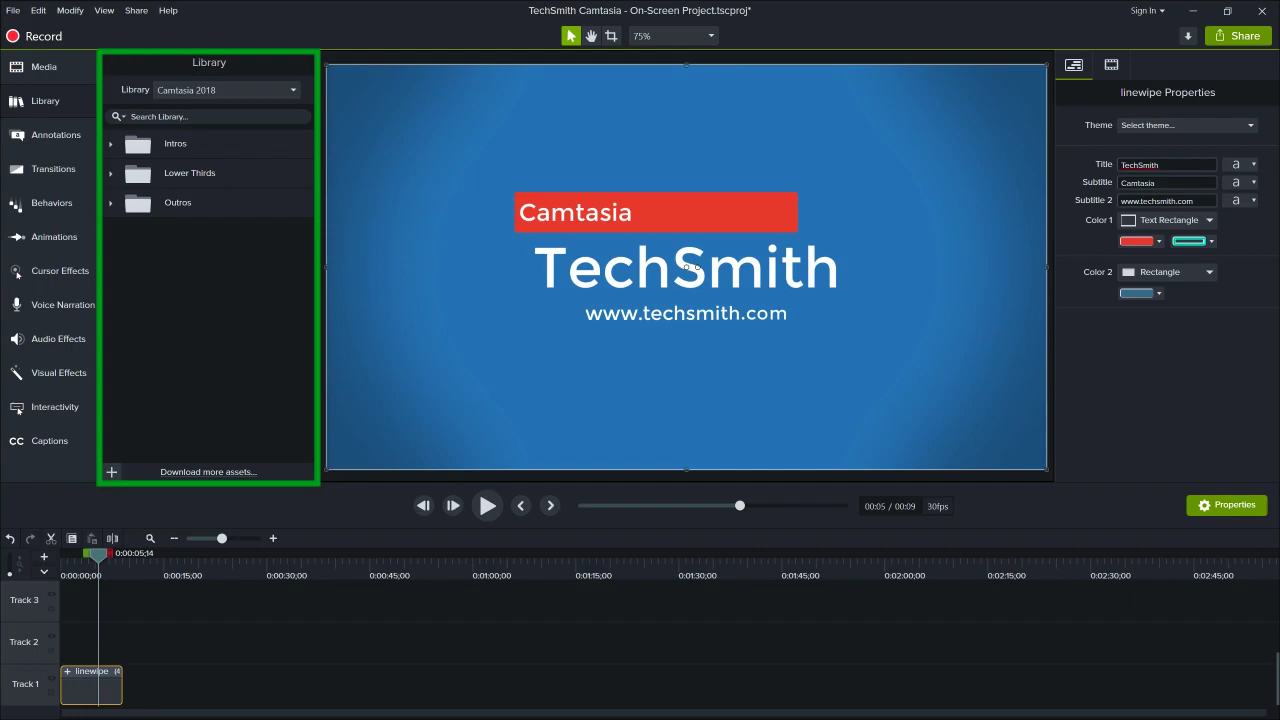 File Edit Modify View Share Help
TechSmith Camtasia - On-Screen Project.tscproj*
Sign In
Record
75%
Share
Media
Library
Annotations
Transitions
Behaviors
Animations
Cursor Effects
Voice Narration
Audio Effects
Visual Effects
Interactivity
CC Captions
Library
Library Camtasia 2018
Search Library...
Intros
Lower Thirds
Outros
Download more assets...
Camtasia
TechSmith
www.techsmith.com
linewipe Properties
Theme Select theme...
Title TechSmith a
Subtitle Camtasia a
Subtitle 2 www.techsmith.com a
Color 1 Text Rectangle
Color 2 Rectangle
00:05 / 00:09 30fps
Properties
0:00:05;14
0:00:00;00 0:00:15;00 0:00:30;00 0:00:45;00 0:01:00;00 0:01:15;00 0:01:30;00 0:01:45;00 0:02:00;00 0:02:15;00 0:02:30;00 0:02:45;00
Track 3
Track 2
Track 1
+ linewipe (4